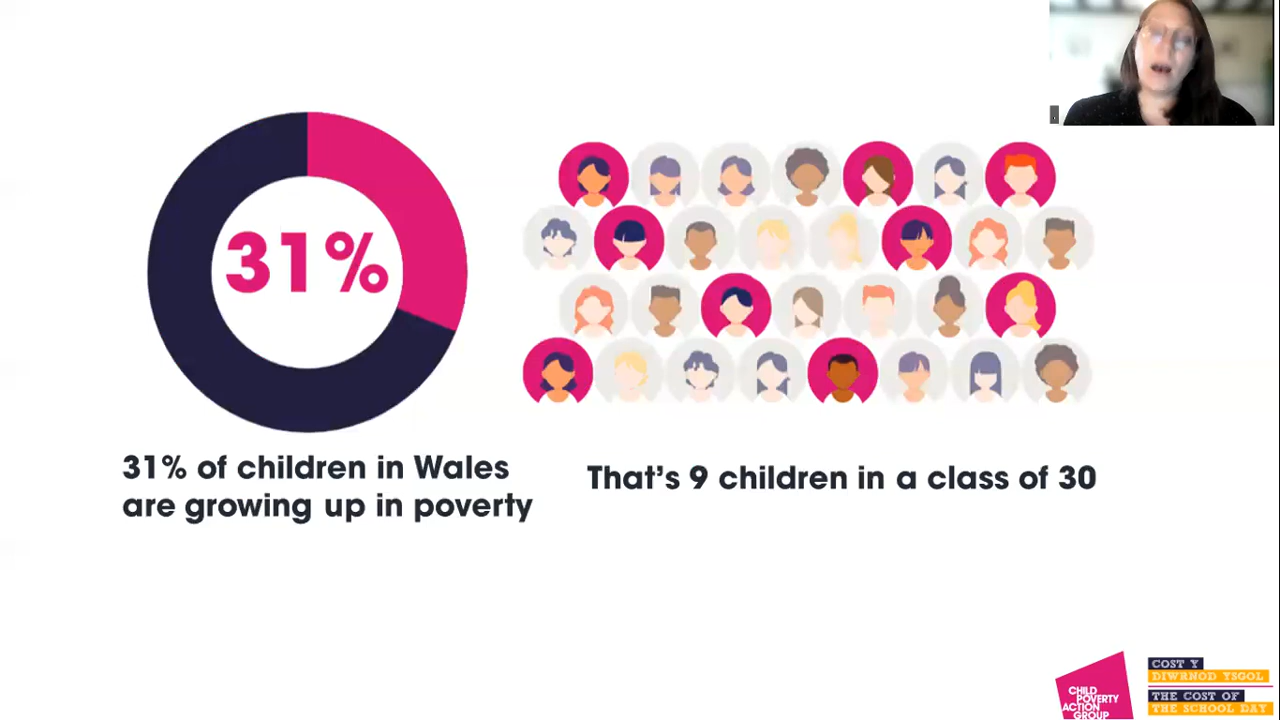 31%
31% of children in Wales
are growing up in poverty
That's 9 children in a class of 30
CHILD
POVERTY
ACTION
GROUP
COST Y
DIWRNOD YSGOL
THE COST OF
THE SCHOOL DAY